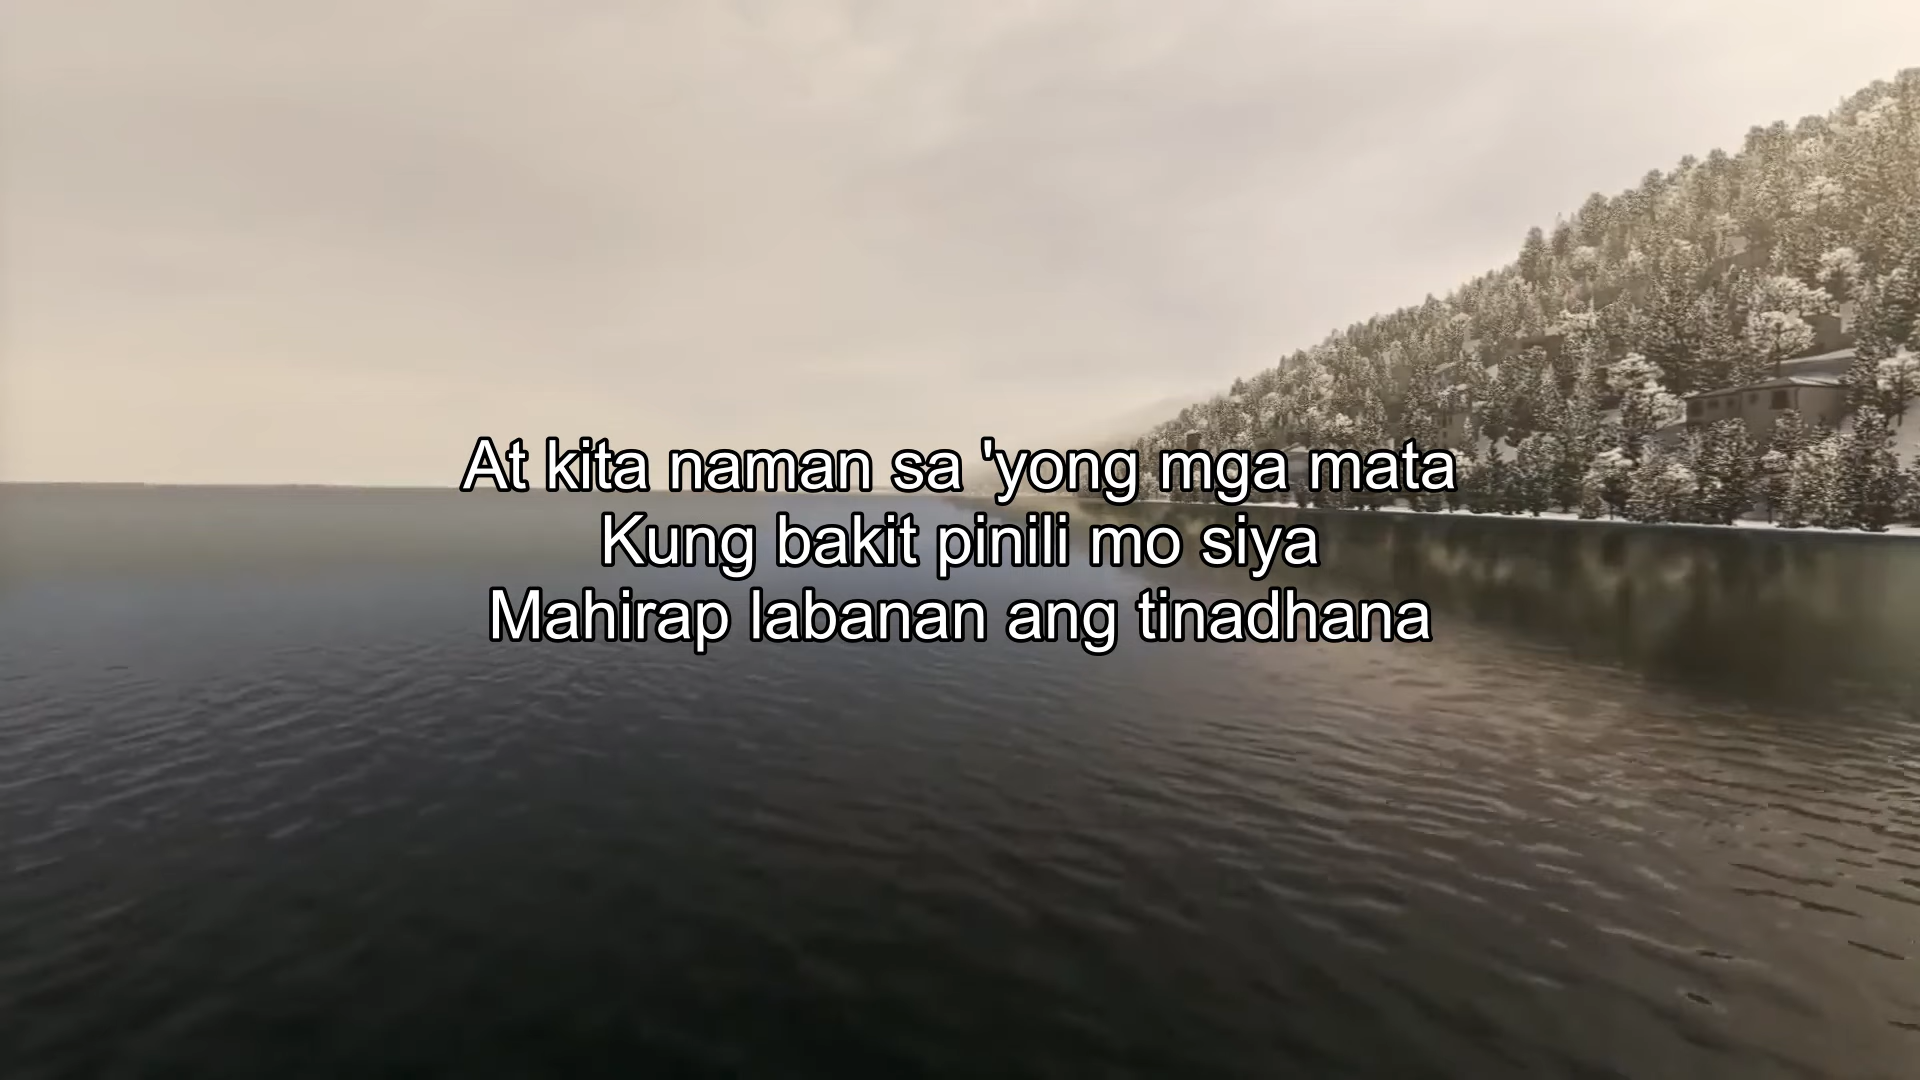 At kita naman sa 'yong mga mata
Kung bakit pinili mo siya
Mahirap labanan ang tinadhana